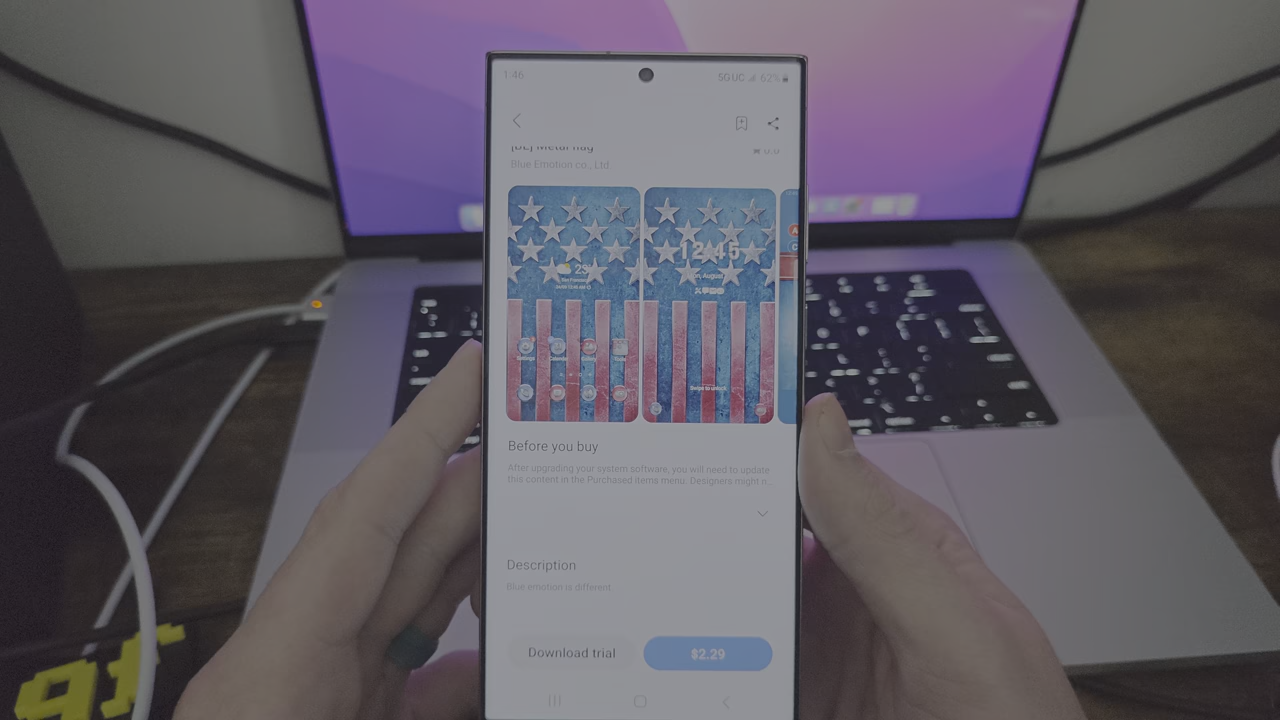 1:46
5G UC 62%
Blue Emotion co., Ltd
12:45
Swipe to unlock
Before you buy
After upgrading your system software, you will need to update
this content in the Purchased Items menu. Designers might n...
Description
Blue emotion is different.
Download trial
$2.29